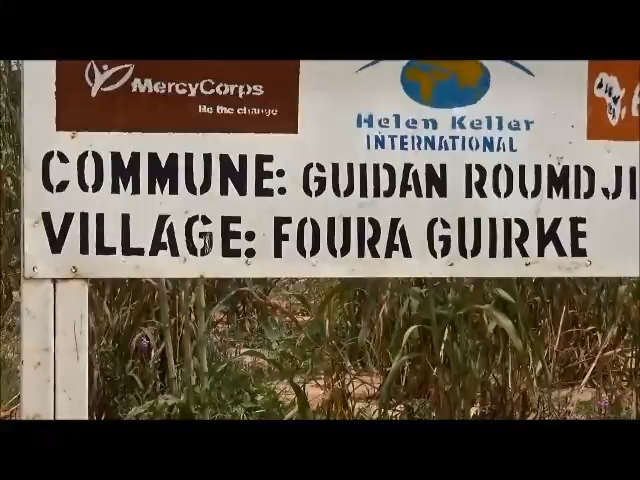 MercyCorps
Be the change
Helen Keller
INTERNATIONAL
COMMUNE: GUIDAN ROUMDJI
VILLAGE: FOURA GUIRKE